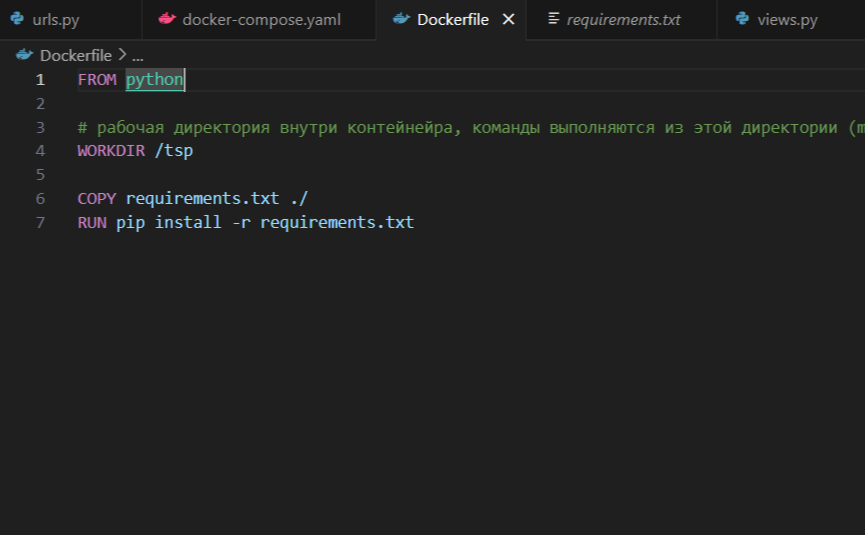 urls.py docker-compose.yaml Dockerfile requirements.txt views.py
Dockerfile > ...
1 FROM python
2
3 # рабочая директория внутри контейнейра, команды выполняются из этой директории (m
4 WORKDIR /tsp
5
6 COPY requirements.txt ./
7 RUN pip install -r requirements.txt